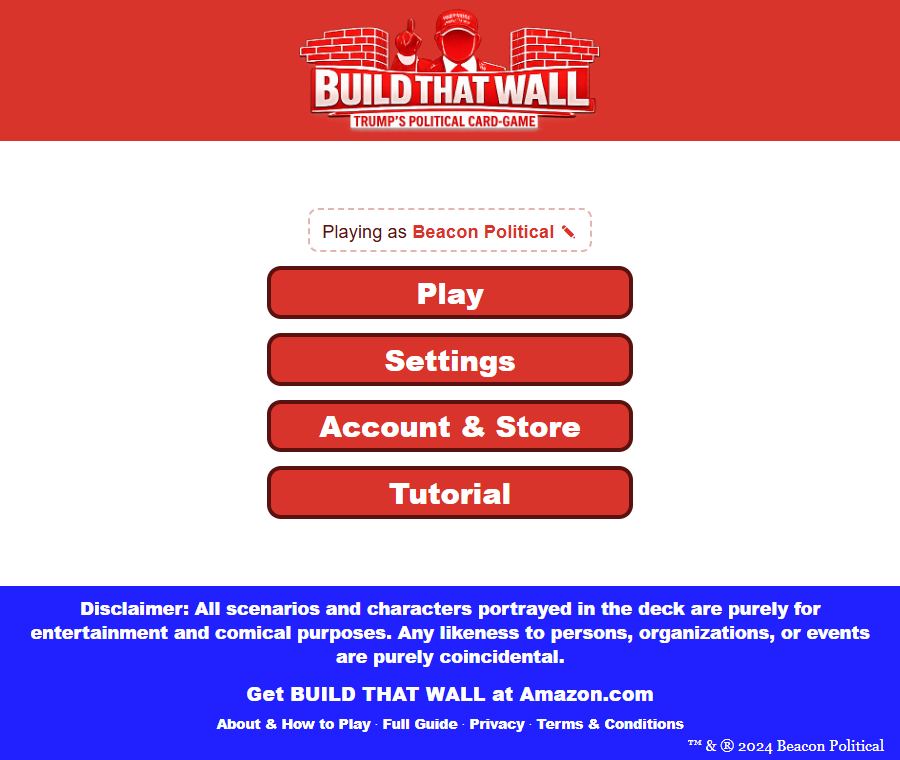 BUILD THAT WALL
TRUMP'S POLITICAL CARD-GAME
Playing as Beacon Political
Play
Settings
Account & Store
Tutorial
Disclaimer: All scenarios and characters portrayed in the deck are purely for
entertainment and comical purposes. Any likeness to persons, organizations, or events
are purely coincidental.
Get BUILD THAT WALL at Amazon.com
About & How to Play · Full Guide · Privacy · Terms & Conditions
™ & ® 2024 Beacon Political